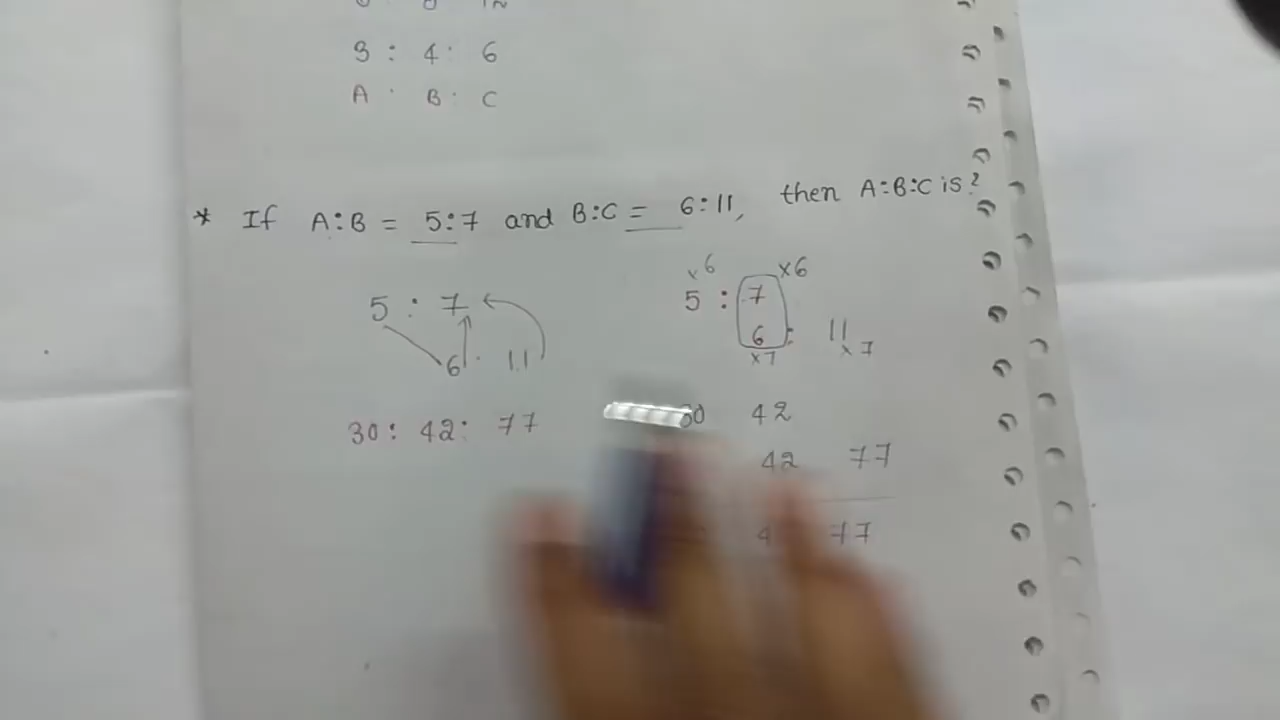 3 : 4 : 6
A : B : C
* If A:B = 5:7 and B:C = 6:11, then A:B:C is?
×6 ×6
5 : 7
5 : 7
6 : 11
6 : 11
×7 ×7
30 : 42 : 77
30 42
42 77
77